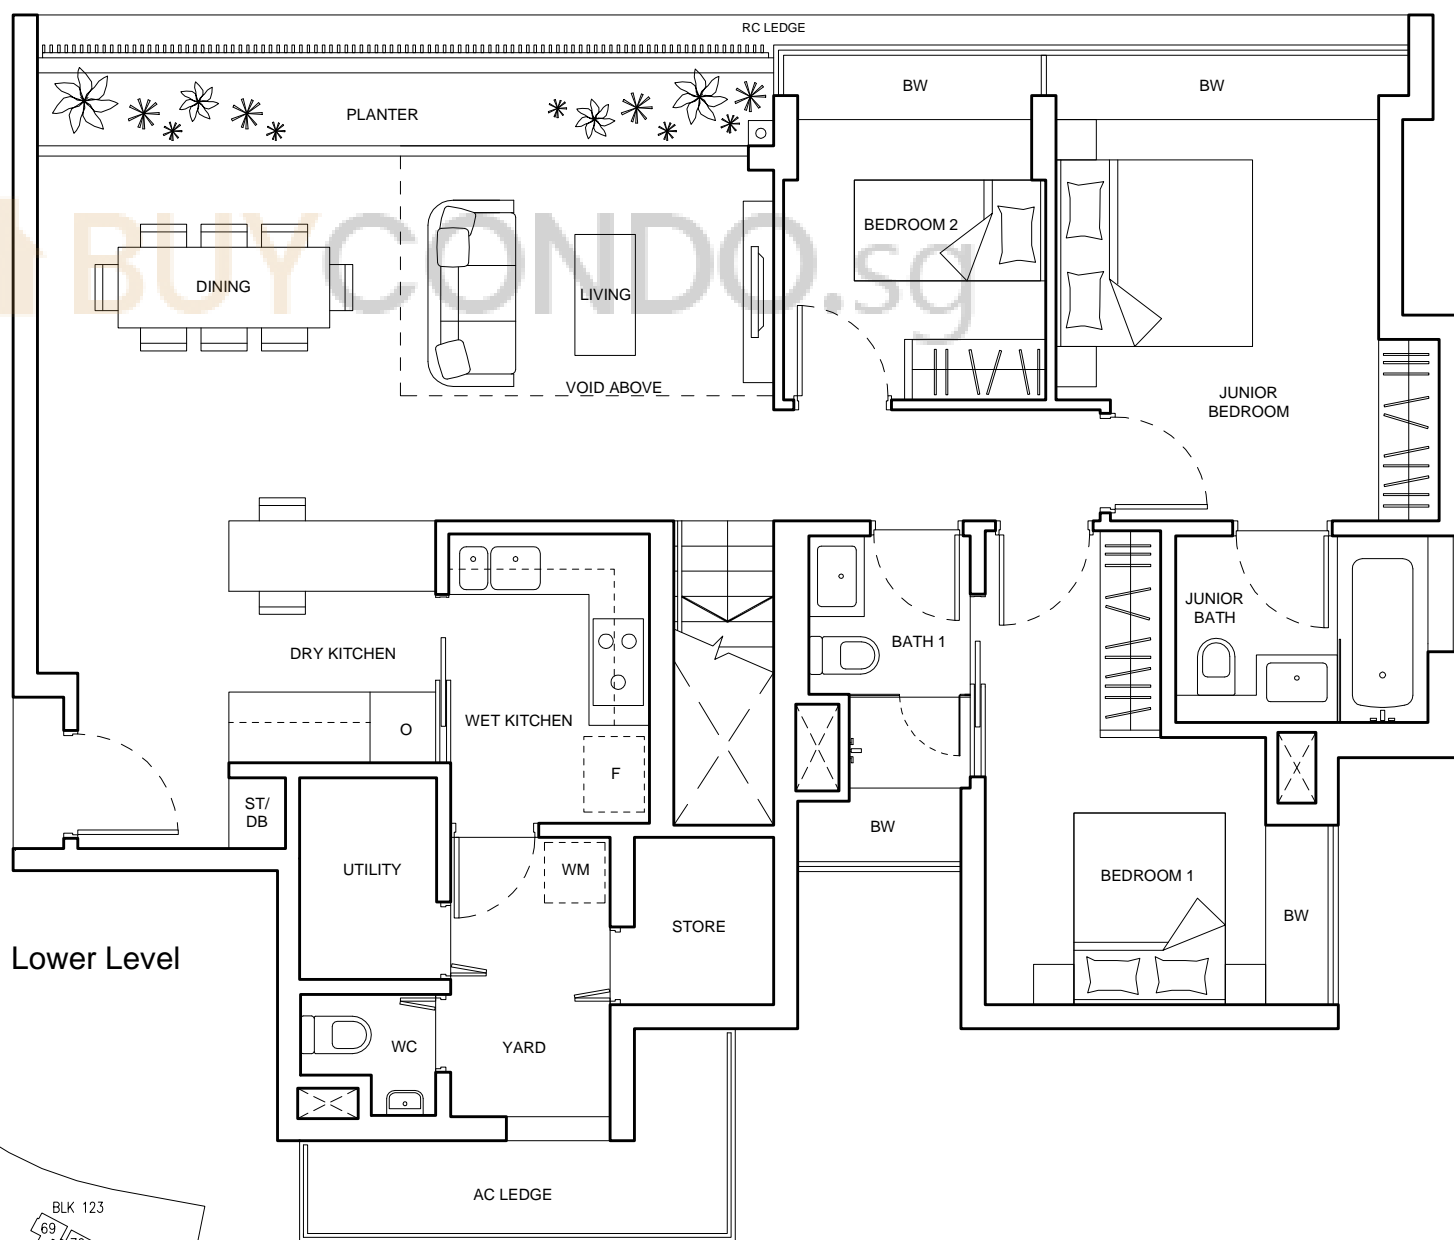 RC LEDGE
BW
BW
PLANTER
BUYCONDO.sg
BEDROOM 2
DINING
LIVING
VOID ABOVE
JUNIOR
BEDROOM
JUNIOR
BATH
BATH 1
DRY KITCHEN
WET KITCHEN
O
F
ST/
DB
BW
UTILITY
WM
BEDROOM 1
STORE
BW
Lower Level
WC
YARD
AC LEDGE
BLK 123
69